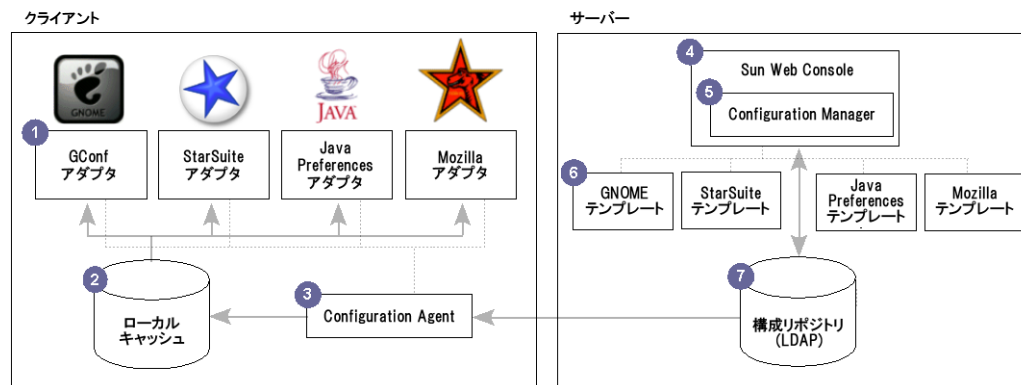 クライアント
サーバー
GNOME
JAVA
1
GConf
アダプタ
StarSuite
アダプタ
Java
Preferences
アダプタ
Mozilla
アダプタ
2
ローカル
キャッシュ
3
Configuration Agent
4
Sun Web Console
5
Configuration Manager
6
GNOME
テンプレート
StarSuite
テンプレート
Java
Preferences
テンプレート
Mozilla
テンプレート
7
構成リポジトリ
(LDAP)